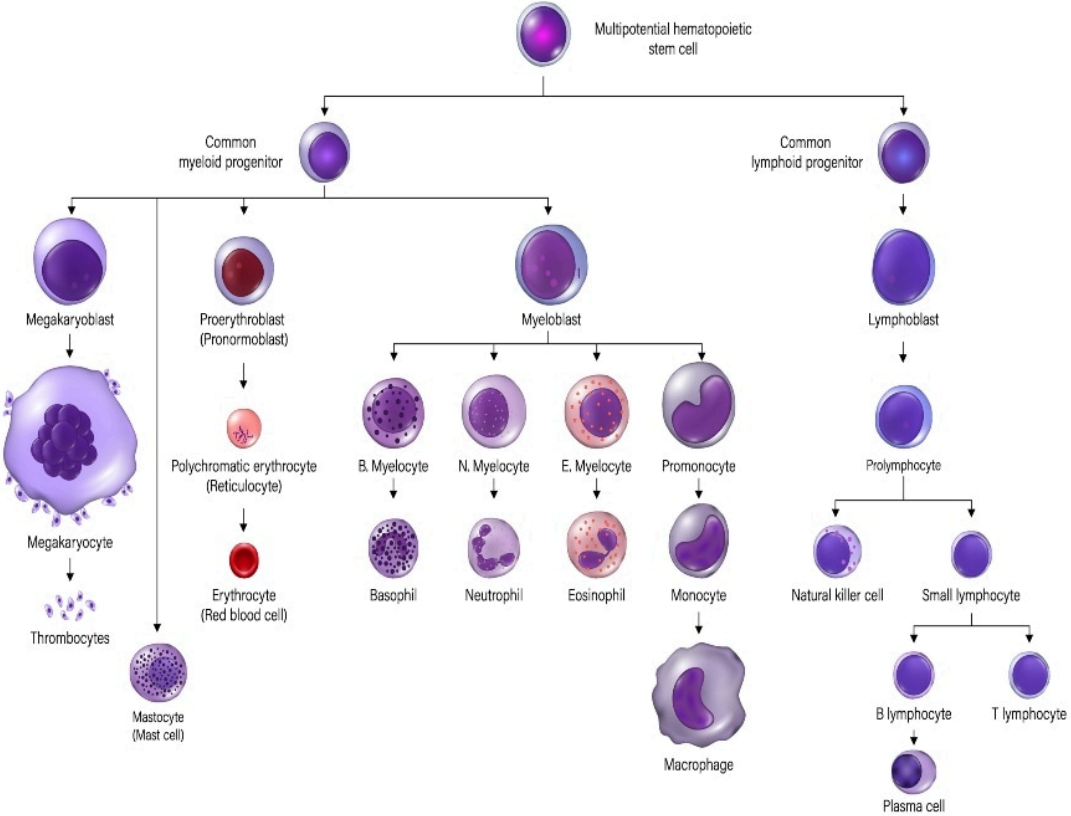 Multipotential hematopoietic
stem cell
Common
myeloid progenitor
Common
lymphoid progenitor
Megakaryoblast
Proerythroblast
(Pronormoblast)
Myeloblast
Lymphoblast
Polychromatic erythrocyte
(Reticulocyte)
B. Myelocyte
N. Myelocyte
E. Myelocyte
Promonocyte
Prolymphocyte
Megakaryocyte
Erythrocyte
(Red blood cell)
Basophil
Neutrophil
Eosinophil
Monocyte
Natural killer cell
Small lymphocyte
Thrombocytes
Mastocyte
(Mast cell)
Macrophage
B lymphocyte
T lymphocyte
Plasma cell